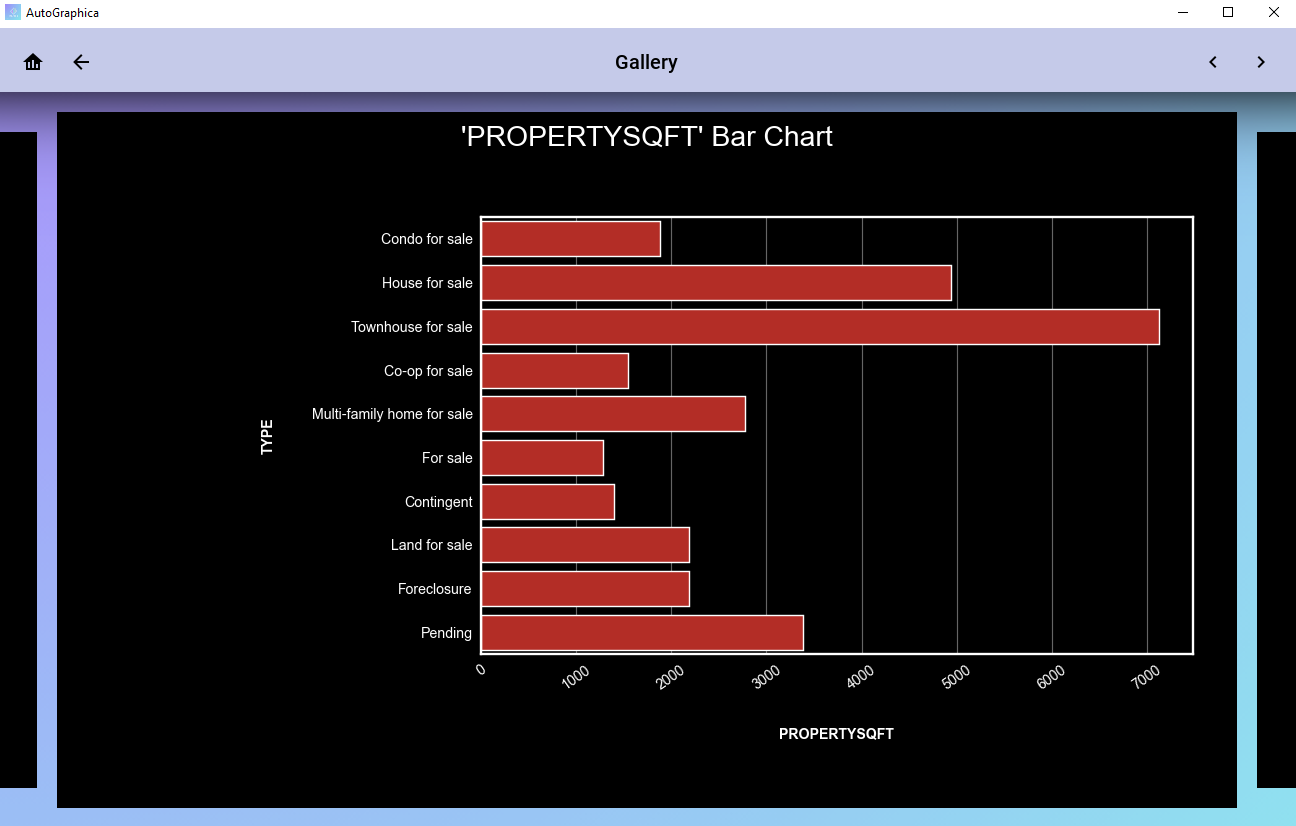 AutoGraphica
Gallery
'PROPERTYSQFT' Bar Chart
Condo for sale
House for sale
Townhouse for sale
Co-op for sale
Multi-family home for sale
For sale
Contingent
Land for sale
Foreclosure
Pending
TYPE
0 1000 2000 3000 4000 5000 6000 7000
PROPERTYSQFT